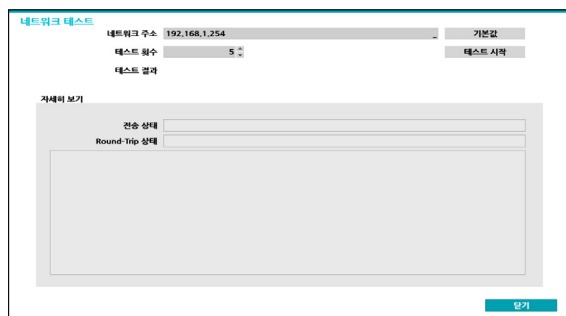 네트워크 테스트
네트워크 주소 192.168.1.254 기본값
테스트 횟수 5 테스트 시작
테스트 결과
자세히 보기
전송 상태
Round-Trip 상태
닫기